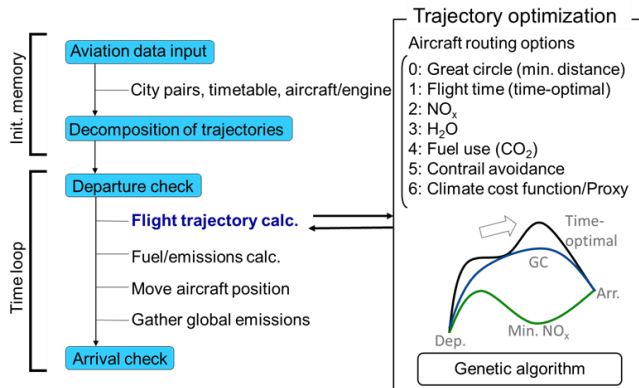 Init. memory
Aviation data input
City pairs, timetable, aircraft/engine
Decomposition of trajectories
Time loop
Departure check
Flight trajectory calc.
Fuel/emissions calc.
Move aircraft position
Gather global emissions
Arrival check
Trajectory optimization
Aircraft routing options
0: Great circle (min. distance)
1: Flight time (time-optimal)
2: NOₓ
3: H₂O
4: Fuel use (CO₂)
5: Contrail avoidance
6: Climate cost function/Proxy
Time-
optimal
GC
Arr.
Min. NOₓ
Dep.
Genetic algorithm